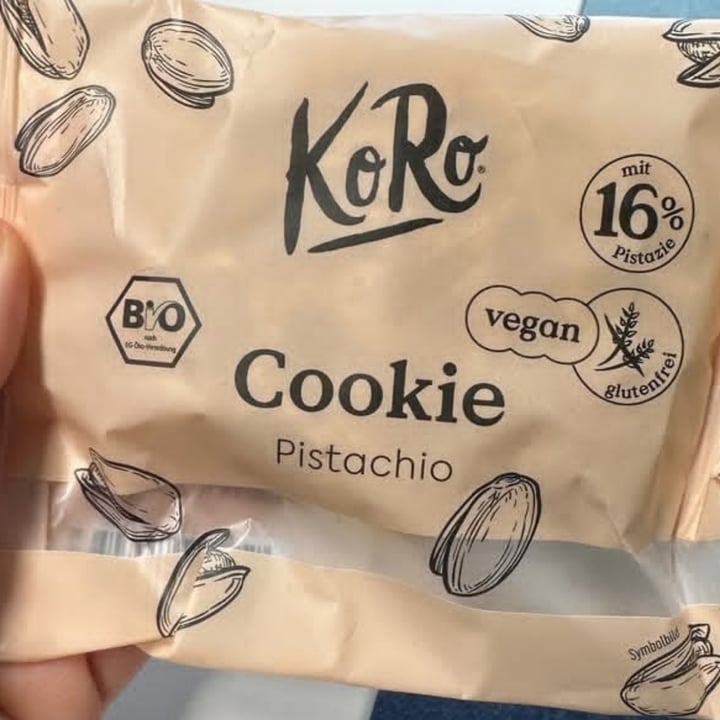 KoRo
mit
16%
Pistazie
BIO
nach
EG-Öko-Verordnung
vegan
glutenfrei
Cookie
Pistachio
Symbolbild